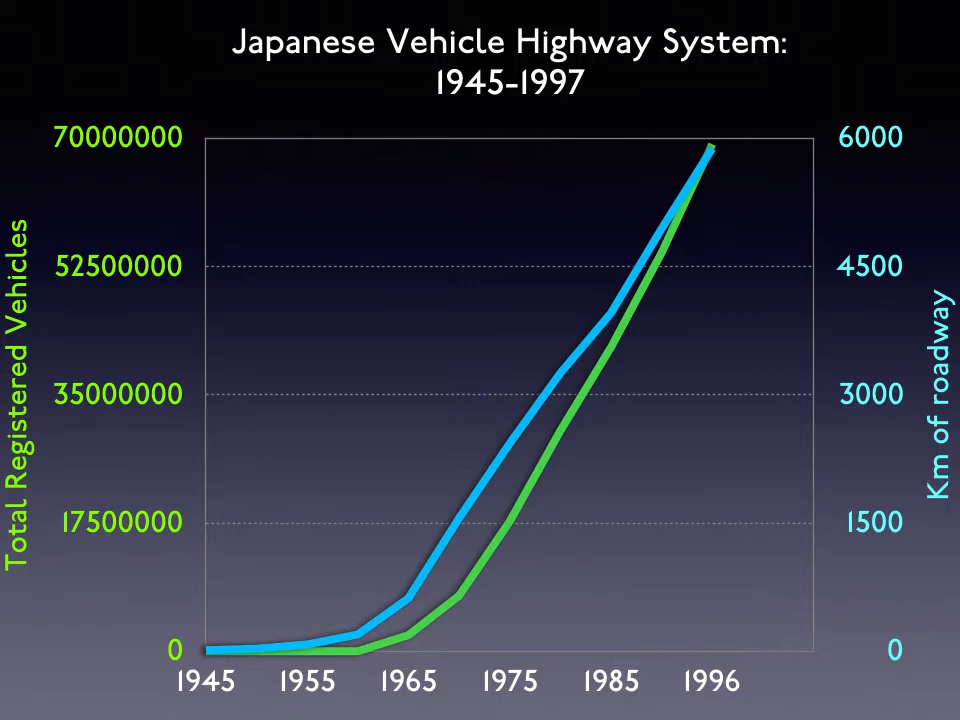 Japanese Vehicle Highway System:
1945-1997
Total Registered Vehicles
70000000
52500000
35000000
17500000
0
6000
4500
3000
1500
0
Km of roadway
1945 1955 1965 1975 1985 1996